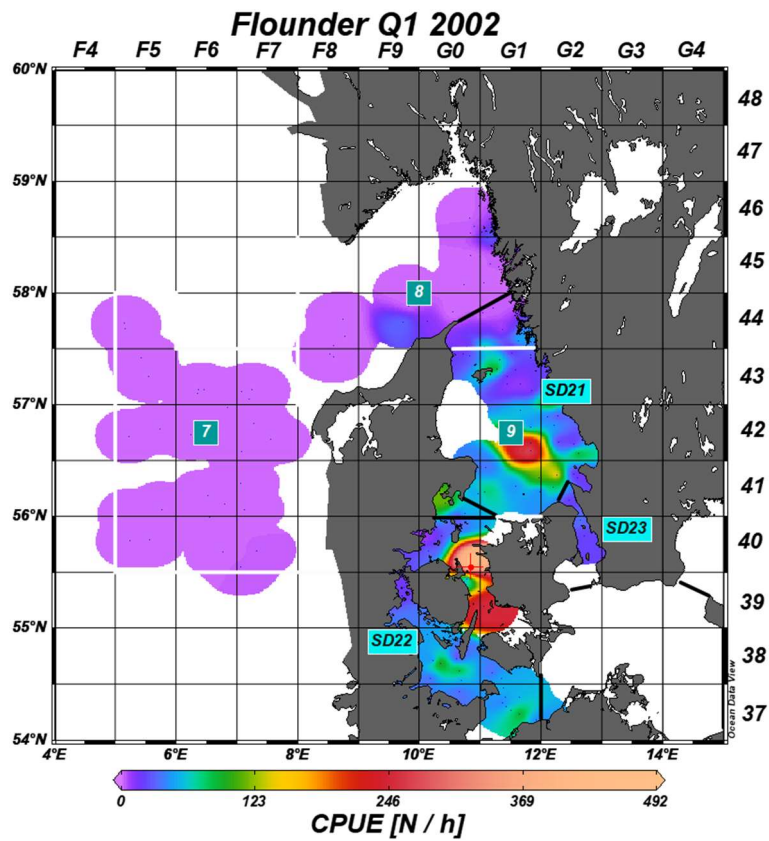 Flounder Q1 2002
F4 F5 F6 F7 F8 F9 G0 G1 G2 G3 G4
60°N
48
47
59°N
46
45
8
58°N
44
43
SD21
57°N
7
9
42
41
56°N
SD23
40
39
55°N
SD22
38
37
54°N
Ocean Data View
4°E 6°E 8°E 10°E 12°E 14°E
0 123 246 369 492
CPUE [N / h]